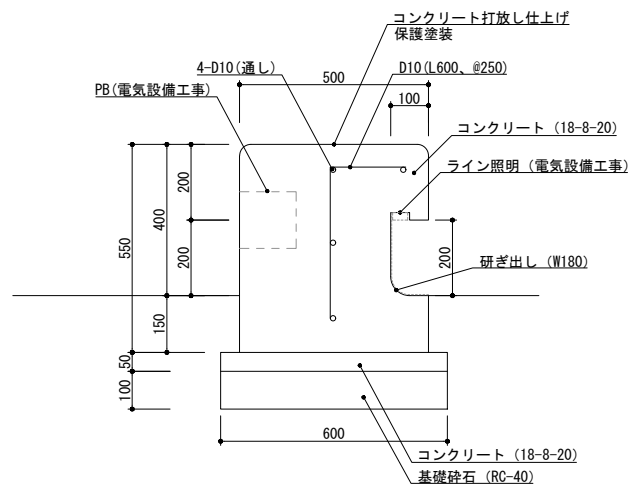 コンクリート打放し仕上げ
保護塗装
4-D10(通し)
500
D10(L600、@250)
PB(電気設備工事)
100
コンクリート (18-8-20)
ライン照明 (電気設備工事)
200
400
550
200
200
研ぎ出し (W180)
150
50
100
600
コンクリート (18-8-20)
基礎砕石 (RC-40)